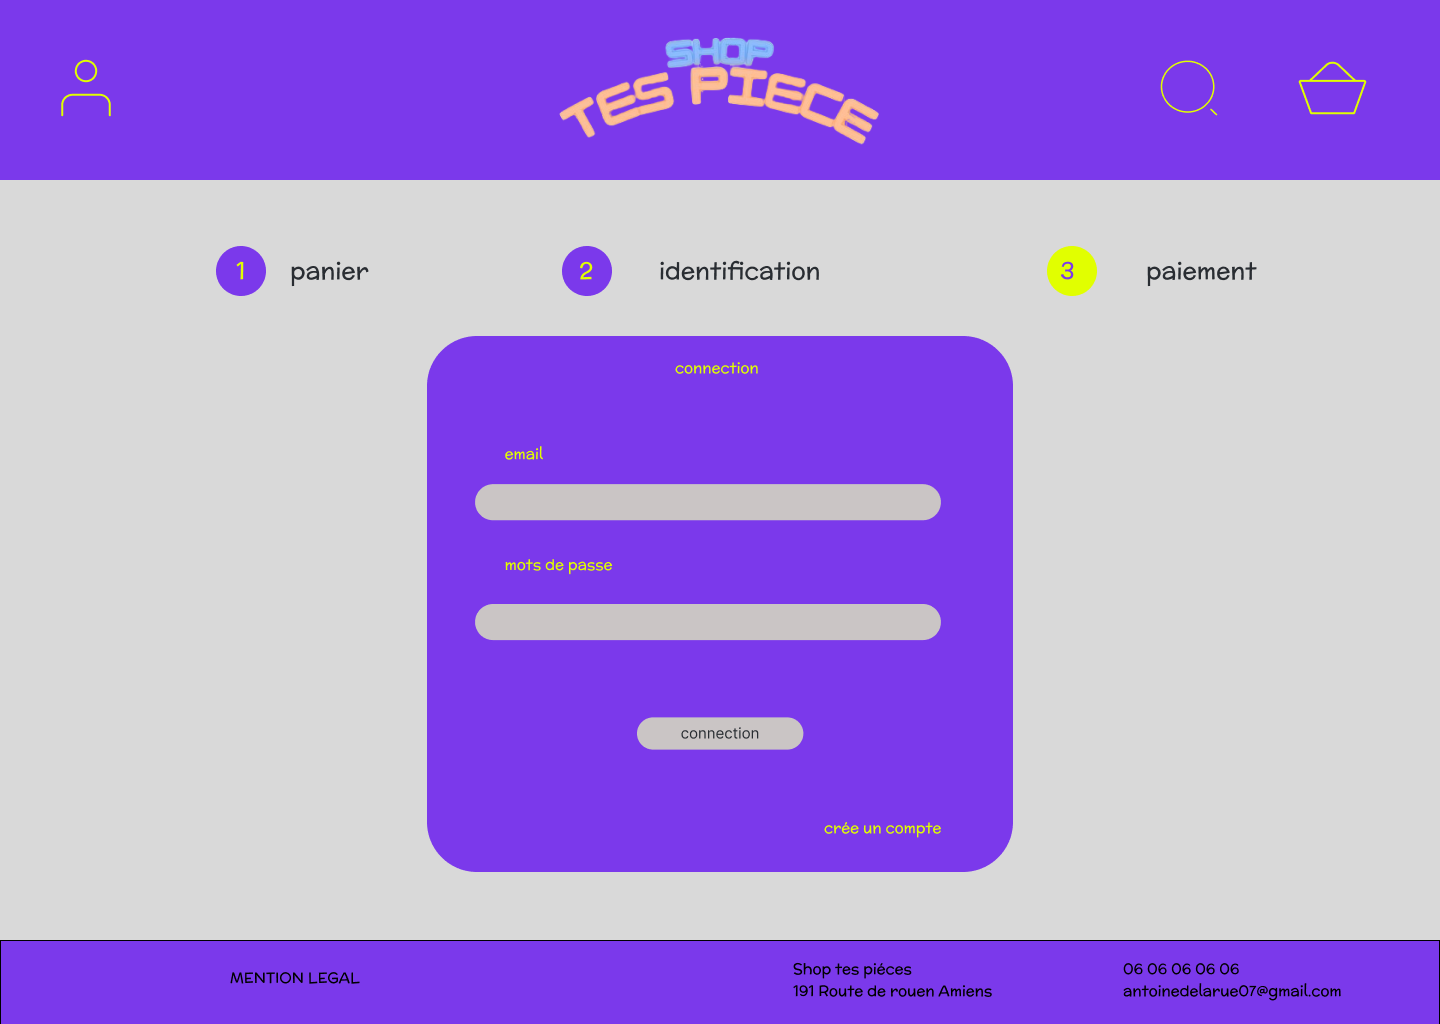 SHOP
TES PIECE
1 panier 2 identification 3 paiement
connection
email
mots de passe
connection
crée un compte
MENTION LEGAL
Shop tes piéces
191 Route de rouen Amiens
06 06 06 06 06
antoinedelarue07@gmail.com